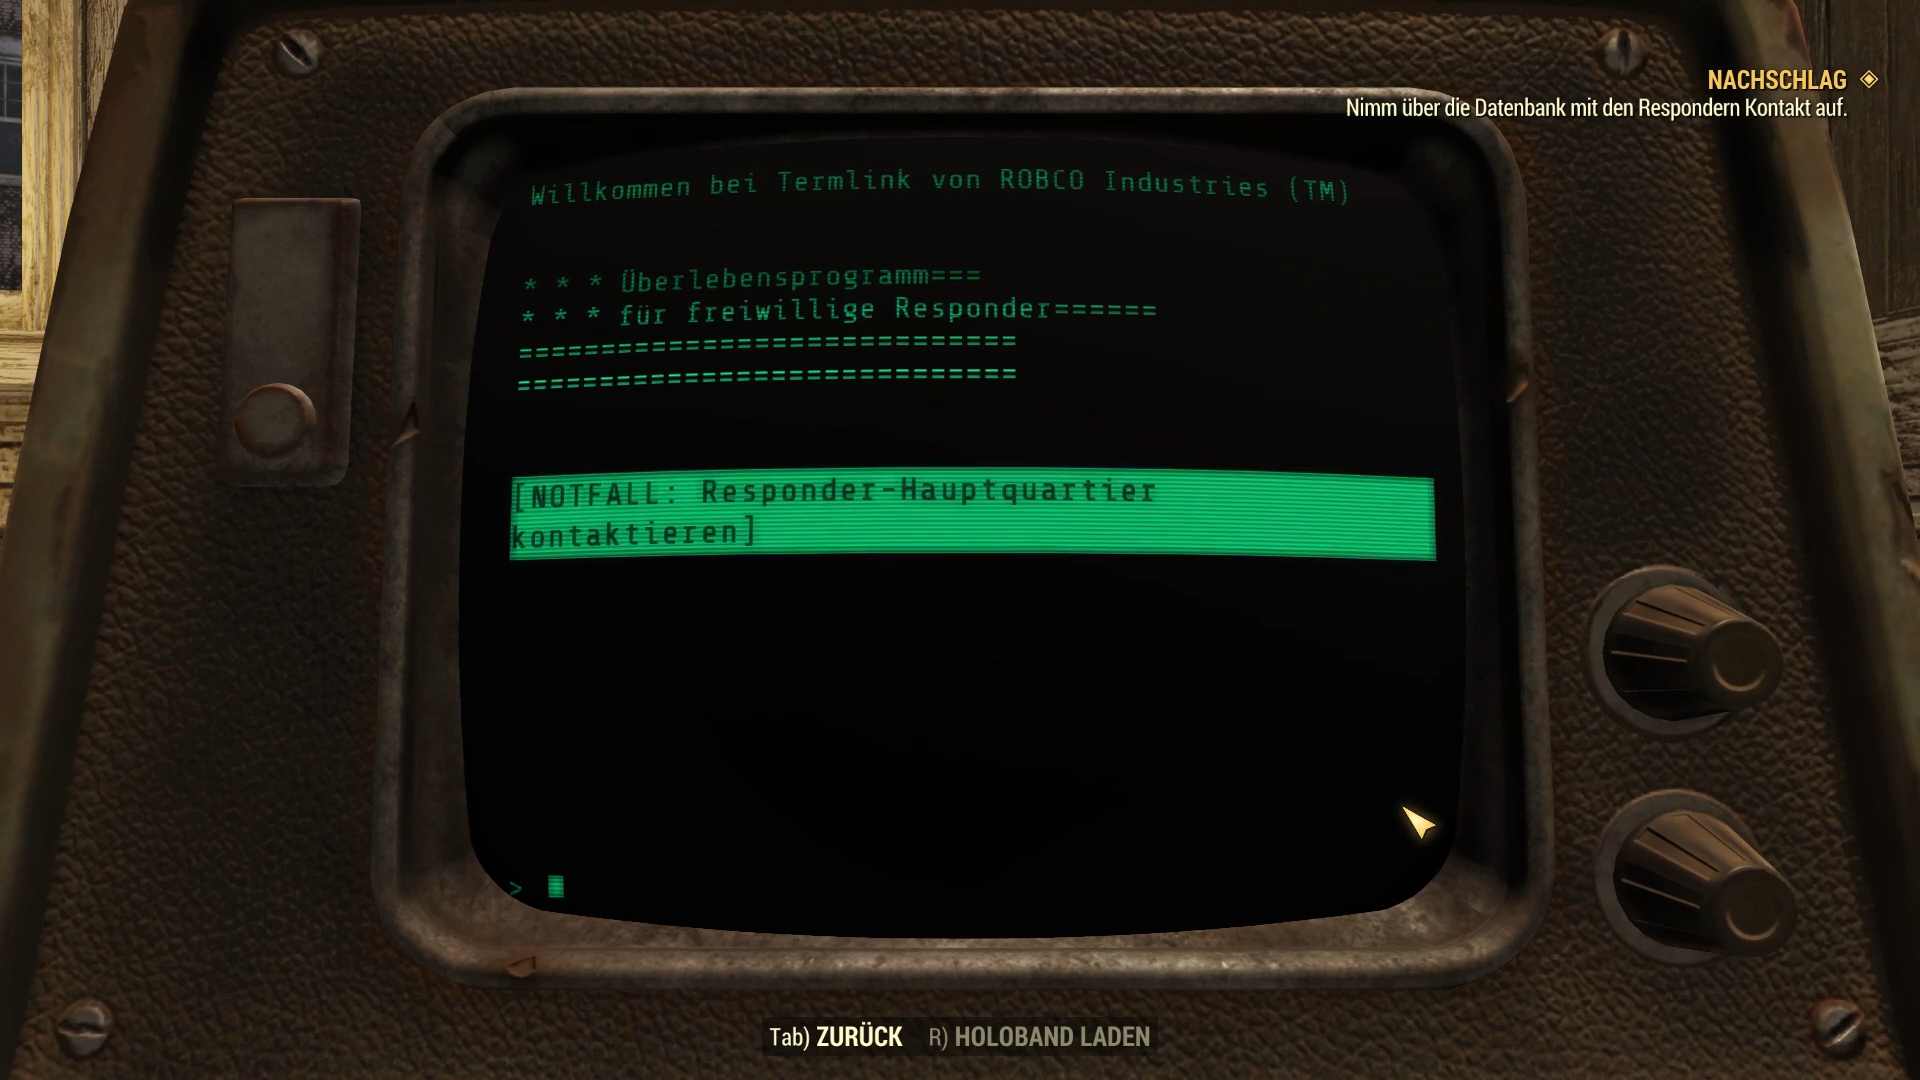 NACHSCHLAG
Nimm über die Datenbank mit den Respondern Kontakt auf.
Willkommen bei Termlink von ROBCO Industries (TM)
* * * Überlebensprogramm===
* * * für freiwillige Responder======
===========================
===========================
[NOTFALL: Responder-Hauptquartier
kontaktieren]
>
Tab) ZURÜCK R) HOLOBAND LADEN